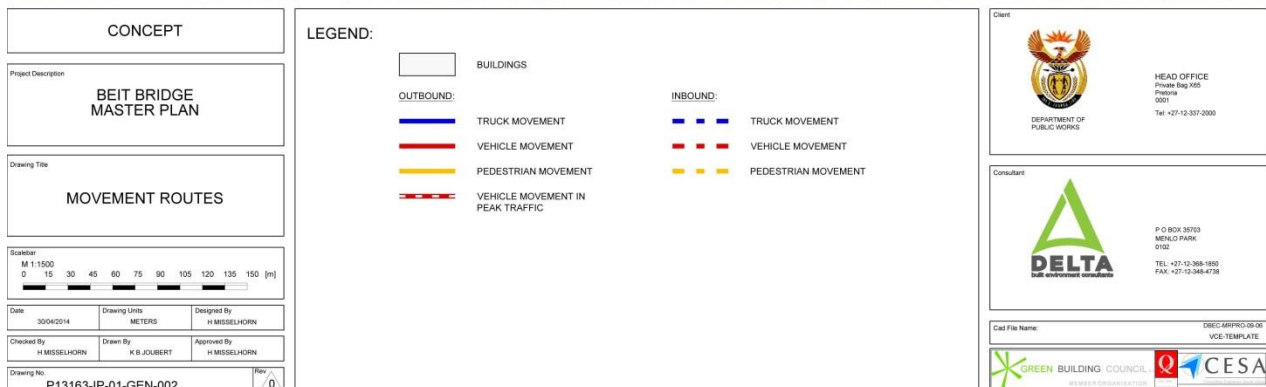 CONCEPT
Project Description
BEIT BRIDGE
MASTER PLAN
Drawing Title
MOVEMENT ROUTES
Scalebar
M 1:1500
0 15 30 45 60 75 90 105 120 135 150 [m]
Date
30/04/2014
Drawing Units
METERS
Designed By
H MISSELHORN
Checked By
H MISSELHORN
Drawn By
K B JOUBERT
Approved By
H MISSELHORN
Drawing No.
P13163-IP-01-GEN-002
Rev
0
LEGEND:
BUILDINGS
OUTBOUND:
TRUCK MOVEMENT
VEHICLE MOVEMENT
PEDESTRIAN MOVEMENT
VEHICLE MOVEMENT IN
PEAK TRAFFIC
INBOUND:
TRUCK MOVEMENT
VEHICLE MOVEMENT
PEDESTRIAN MOVEMENT
Client
DEPARTMENT OF
PUBLIC WORKS
HEAD OFFICE
Private Bag X65
Pretoria
0001
Tel: +27-12-337-2000
Consultant
DELTA
built environment consultants
P O BOX 35703
MENLO PARK
0102
TEL: +27-12-368-1850
FAX: +27-12-348-4738
Cad File Name:
DBEC-MRPRO-09-06
VCE-TEMPLATE
GREEN BUILDING COUNCIL
MEMBER ORGANISATION
Q
CESA